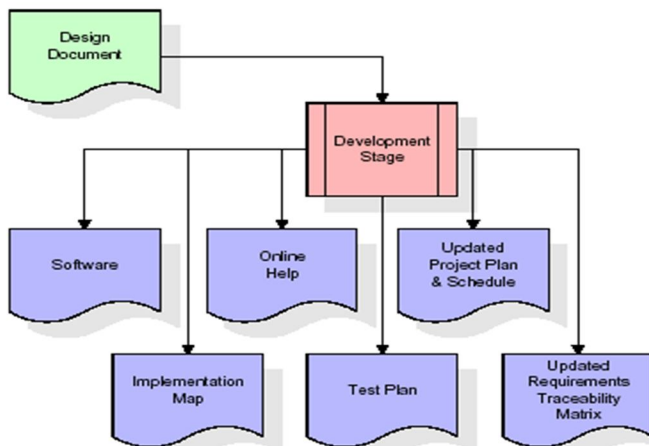 Design
Document
Development
Stage
Software
Online
Help
Updated
Project Plan
& Schedule
Implementation
Map
Test Plan
Updated
Requirements
Traceability
Matrix